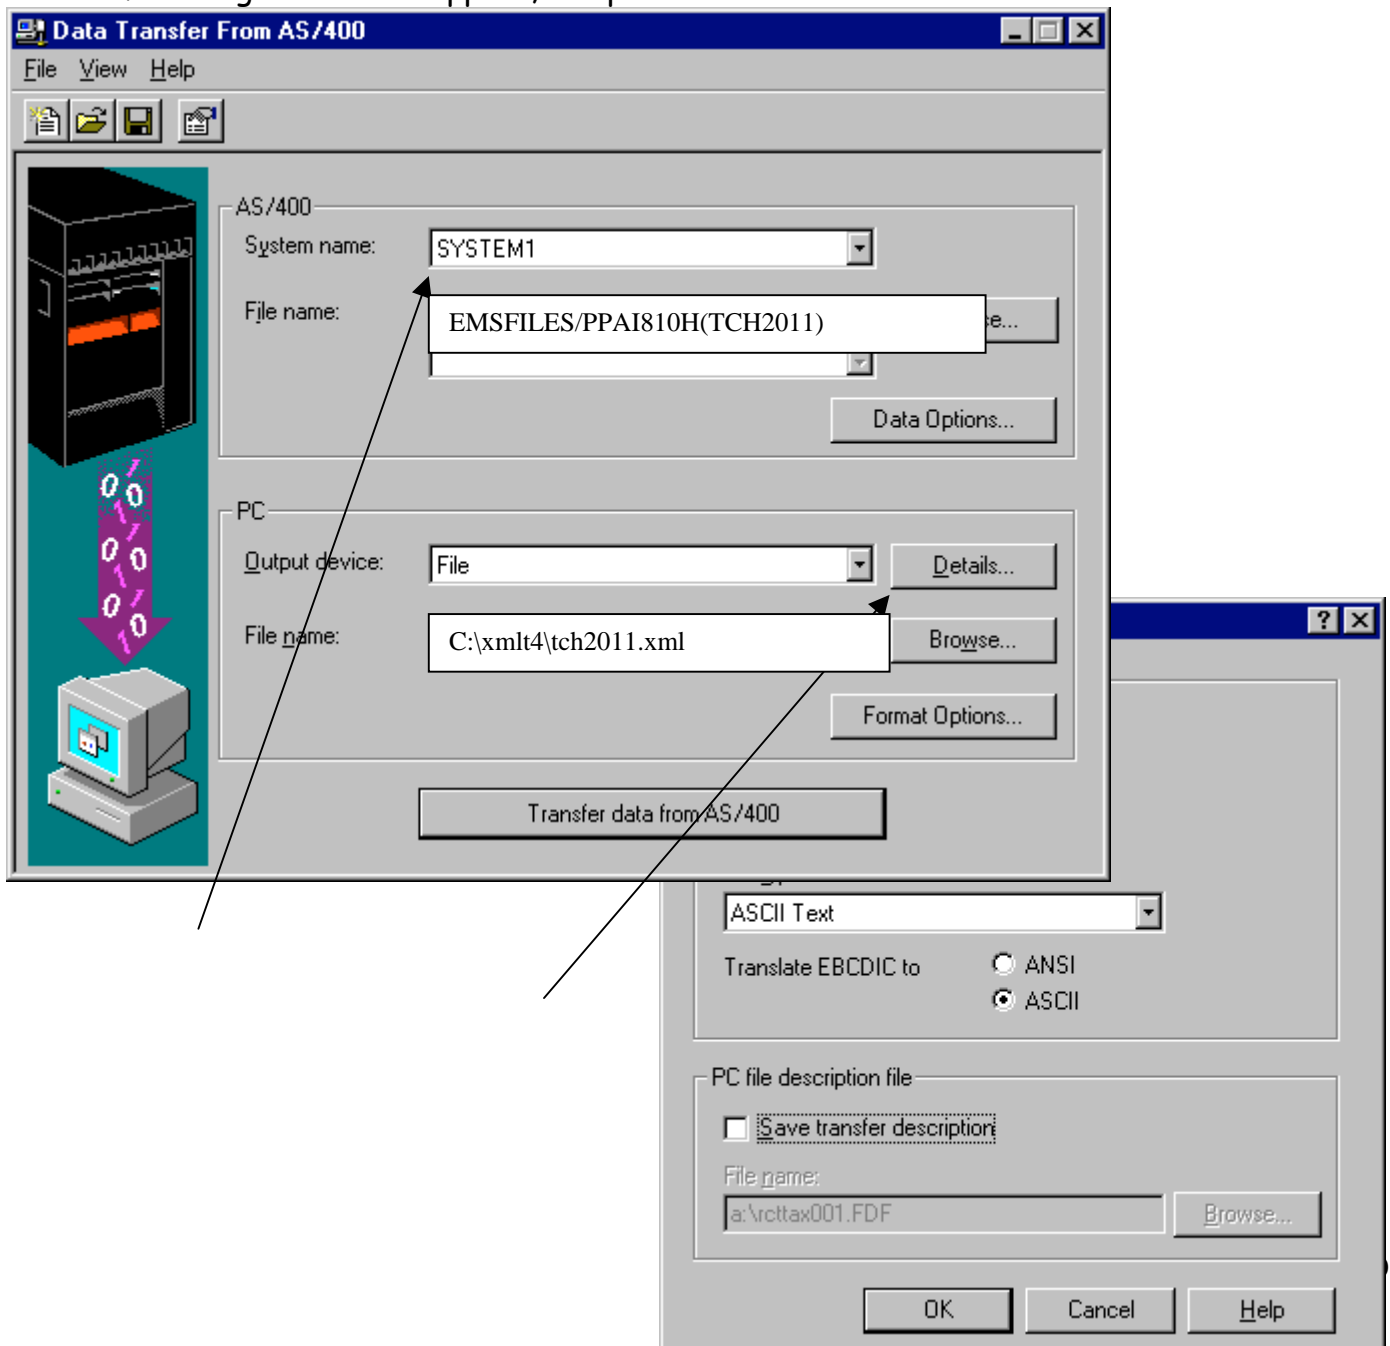 Data Transfer From AS/400
File View Help
AS/400
System name: SYSTEM1
File name: EMSFILES/PPAI810H(TCH2011)
Data Options...
PC
Output device: File Details...
File name: C:\xmlt4\tch2011.xml Browse...
Format Options...
Transfer data from AS/400
ASCII Text
Translate EBCDIC to ANSI
ASCII
PC file description file
Save transfer description
File name:
a:\rcttax001.FDF Browse...
OK Cancel Help